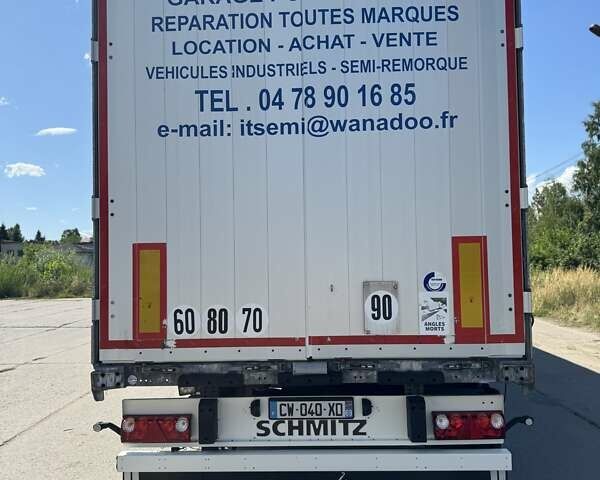 GARAGE
REPARATION TOUTES MARQUES
LOCATION - ACHAT - VENTE
VEHICULES INDUSTRIELS - SEMI-REMORQUE
TEL . 04 78 90 16 85
e-mail: itsemi@wanadoo.fr
60 80 70
90
ANGLES
MORTS
CW-040-XD
SCHMITZ